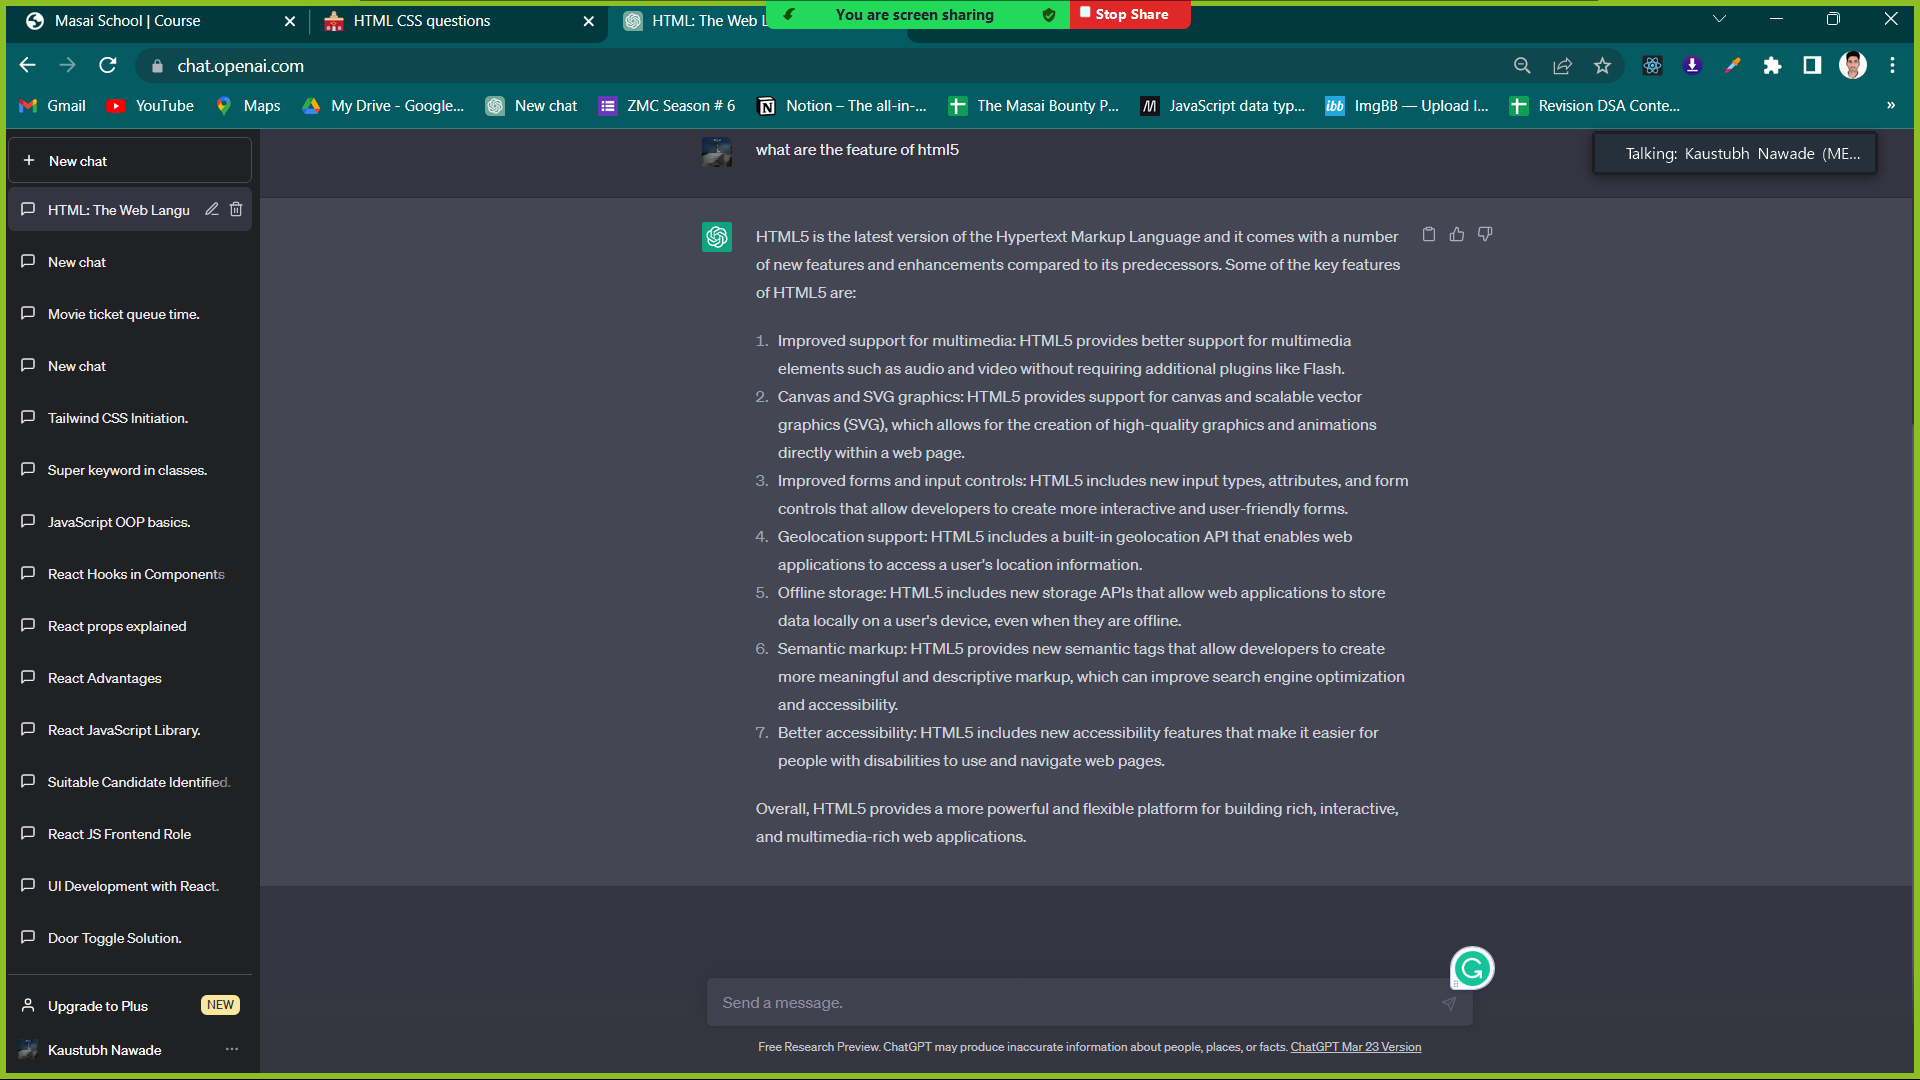 Masai School | Course
HTML CSS questions
HTML: The Web L
You are screen sharing
Stop Share
chat.openai.com
Gmail
YouTube
Maps
My Drive - Google...
New chat
ZMC Season # 6
Notion – The all-in-...
The Masai Bounty P...
JavaScript data typ...
ibb
ImgBB — Upload I...
Revision DSA Conte...
»
Talking: Kaustubh Nawade (ME...
+ New chat
HTML: The Web Langu
New chat
Movie ticket queue time.
New chat
Tailwind CSS Initiation.
Super keyword in classes.
JavaScript OOP basics.
React Hooks in Components
React props explained
React Advantages
React JavaScript Library.
Suitable Candidate Identified.
React JS Frontend Role
UI Development with React.
Door Toggle Solution.
Upgrade to Plus
NEW
Kaustubh Nawade
what are the feature of html5
HTML5 is the latest version of the Hypertext Markup Language and it comes with a number
of new features and enhancements compared to its predecessors. Some of the key features
of HTML5 are:
1. Improved support for multimedia: HTML5 provides better support for multimedia
elements such as audio and video without requiring additional plugins like Flash.
2. Canvas and SVG graphics: HTML5 provides support for canvas and scalable vector
graphics (SVG), which allows for the creation of high-quality graphics and animations
directly within a web page.
3. Improved forms and input controls: HTML5 includes new input types, attributes, and form
controls that allow developers to create more interactive and user-friendly forms.
4. Geolocation support: HTML5 includes a built-in geolocation API that enables web
applications to access a user's location information.
5. Offline storage: HTML5 includes new storage APIs that allow web applications to store
data locally on a user's device, even when they are offline.
6. Semantic markup: HTML5 provides new semantic tags that allow developers to create
more meaningful and descriptive markup, which can improve search engine optimization
and accessibility.
7. Better accessibility: HTML5 includes new accessibility features that make it easier for
people with disabilities to use and navigate web pages.
Overall, HTML5 provides a more powerful and flexible platform for building rich, interactive,
and multimedia-rich web applications.
Send a message.
Free Research Preview. ChatGPT may produce inaccurate information about people, places, or facts. ChatGPT Mar 23 Version